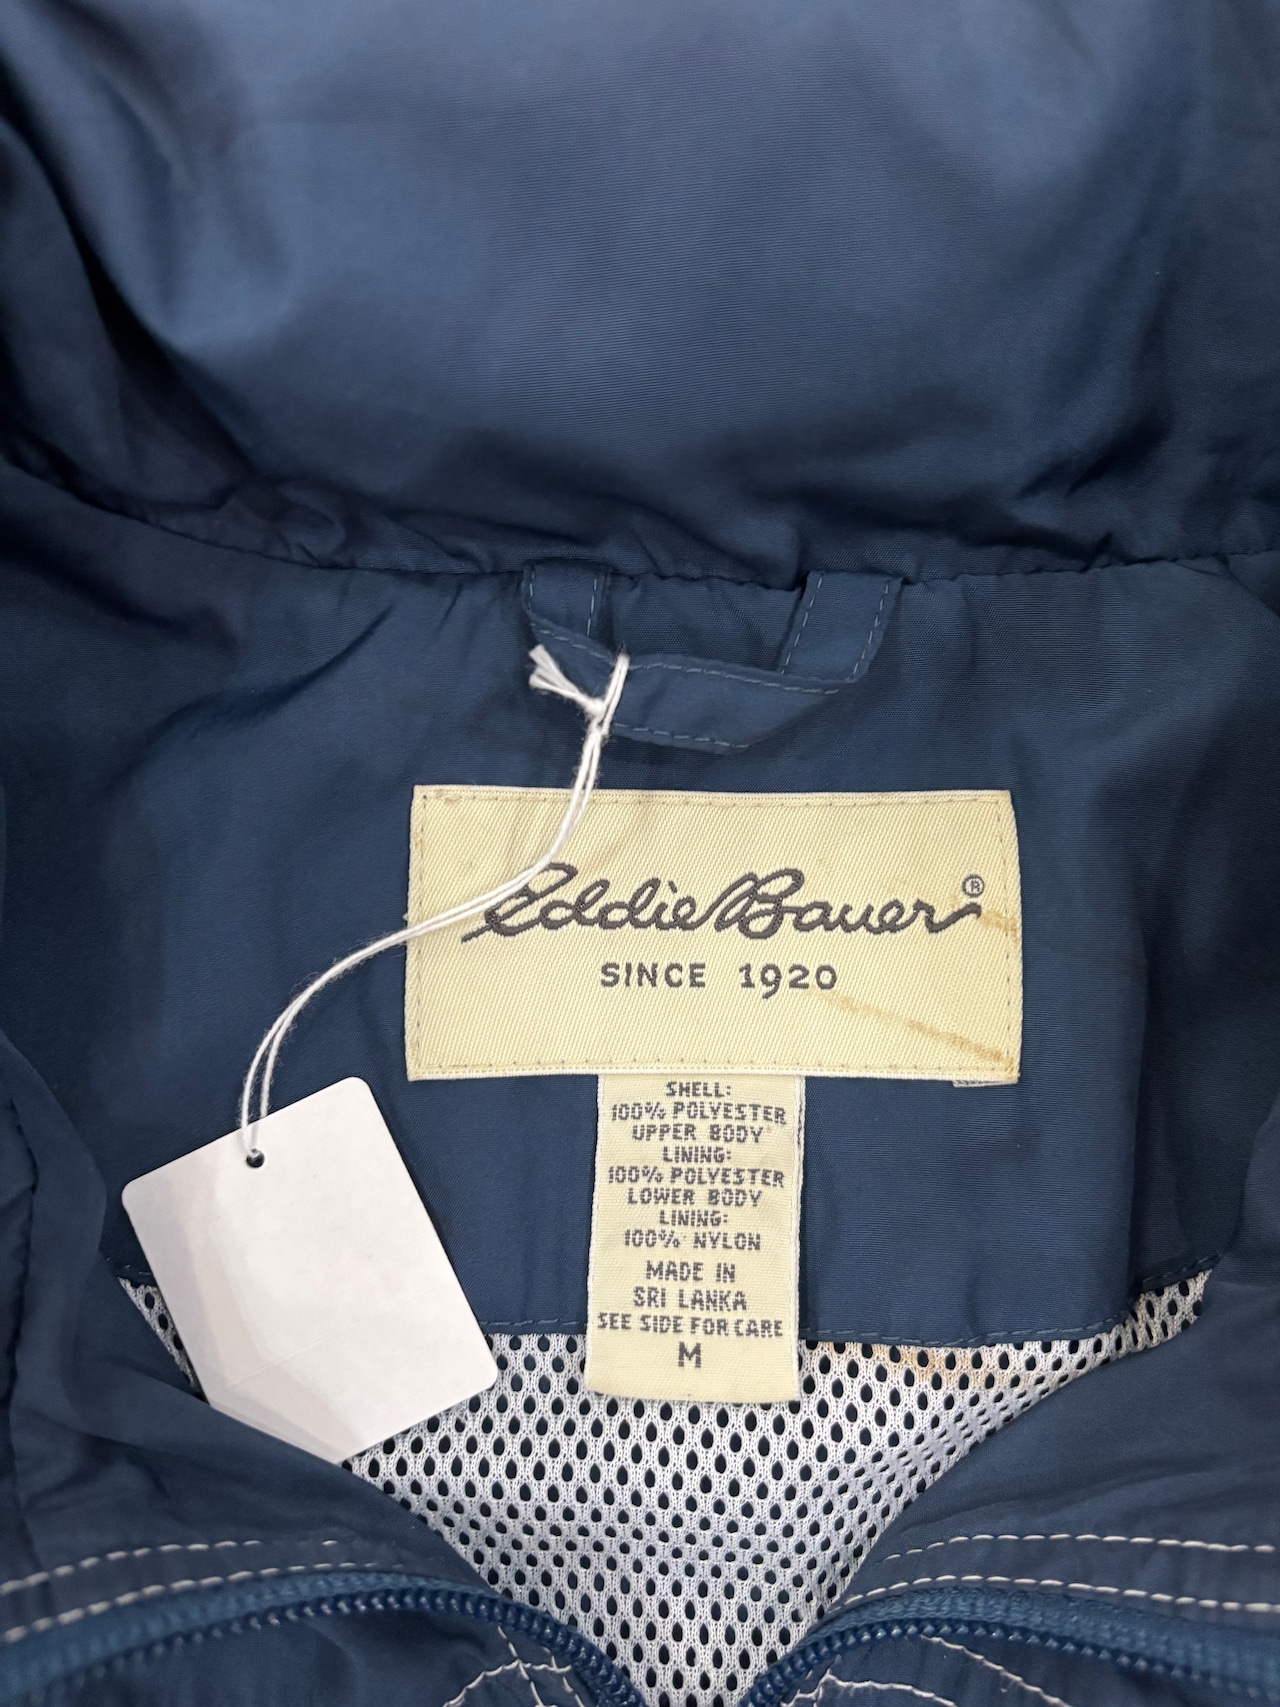 Eddie Bauer®
SINCE 1920
SHELL:
100% POLYESTER
UPPER BODY
LINING:
100% POLYESTER
LOWER BODY
LINING:
100% NYLON
MADE IN
SRI LANKA
SEE SIDE FOR CARE
M